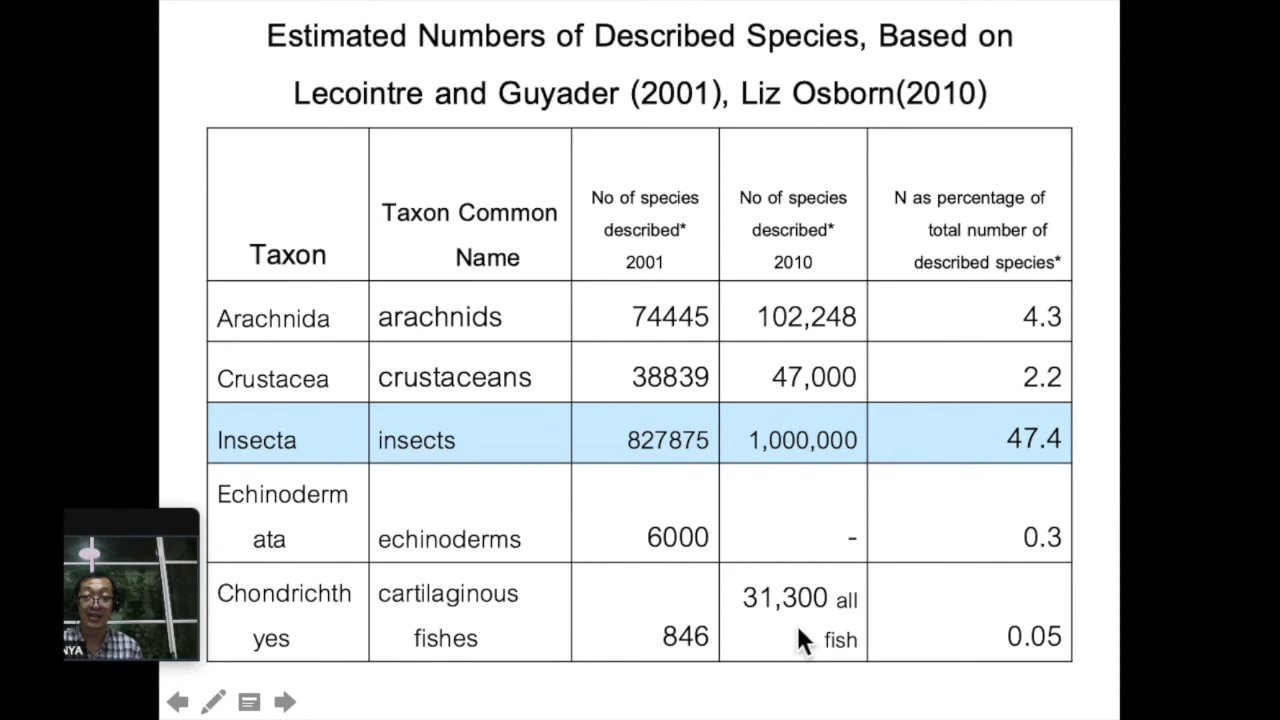 Estimated Numbers of Described Species, Based on
Lecointre and Guyader (2001), Liz Osborn(2010)
Taxon
Taxon Common
Name
No of species
described*
2001
No of species
described*
2010
N as percentage of
total number of
described species*
Arachnida arachnids 74445 102,248 4.3
Crustacea crustaceans 38839 47,000 2.2
Insecta insects 827875 1,000,000 47.4
Echinoderm
ata echinoderms 6000 - 0.3
Chondrichth cartilaginous 31,300 all
yes fishes 846 fish 0.05
NYA